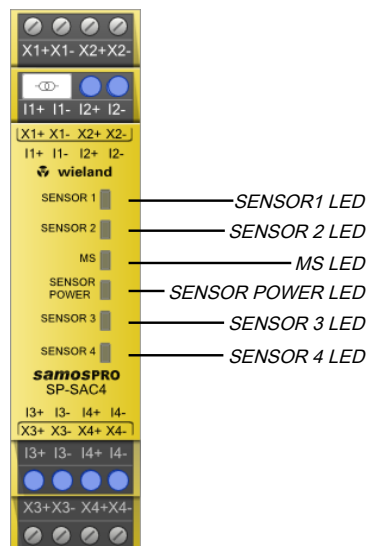 X1+X1- X2+X2-
I1+ I1- I2+ I2-
X1+ X1- X2+ X2-
I1+ I1- I2+ I2-
wieland
SENSOR 1
SENSOR1 LED
SENSOR 2
SENSOR 2 LED
MS
MS LED
SENSOR
POWER
SENSOR POWER LED
SENSOR 3
SENSOR 3 LED
SENSOR 4
SENSOR 4 LED
samosPRO
SP-SAC4
I3+ I3- I4+ I4-
X3+ X3- X4+ X4-
I3+ I3- I4+ I4-
X3+X3- X4+X4-